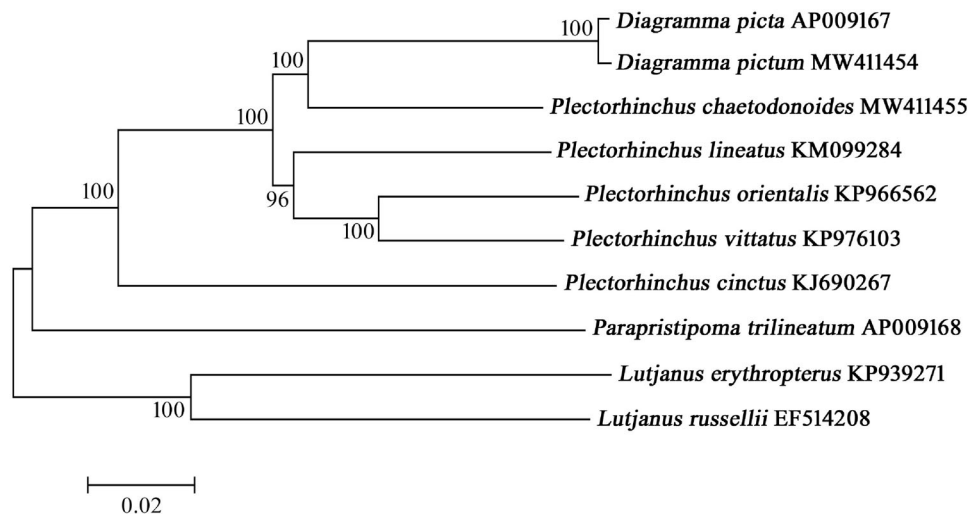 100 Diagramma picta AP009167
100 Diagramma pictum MW411454
100 Plectorhinchus chaetodonoides MW411455
Plectorhinchus lineatus KM099284
100 96 Plectorhinchus orientalis KP966562
100 Plectorhinchus vittatus KP976103
Plectorhinchus cinctus KJ690267
Parapristipoma trilineatum AP009168
Lutjanus erythropterus KP939271
100 Lutjanus russellii EF514208
0.02